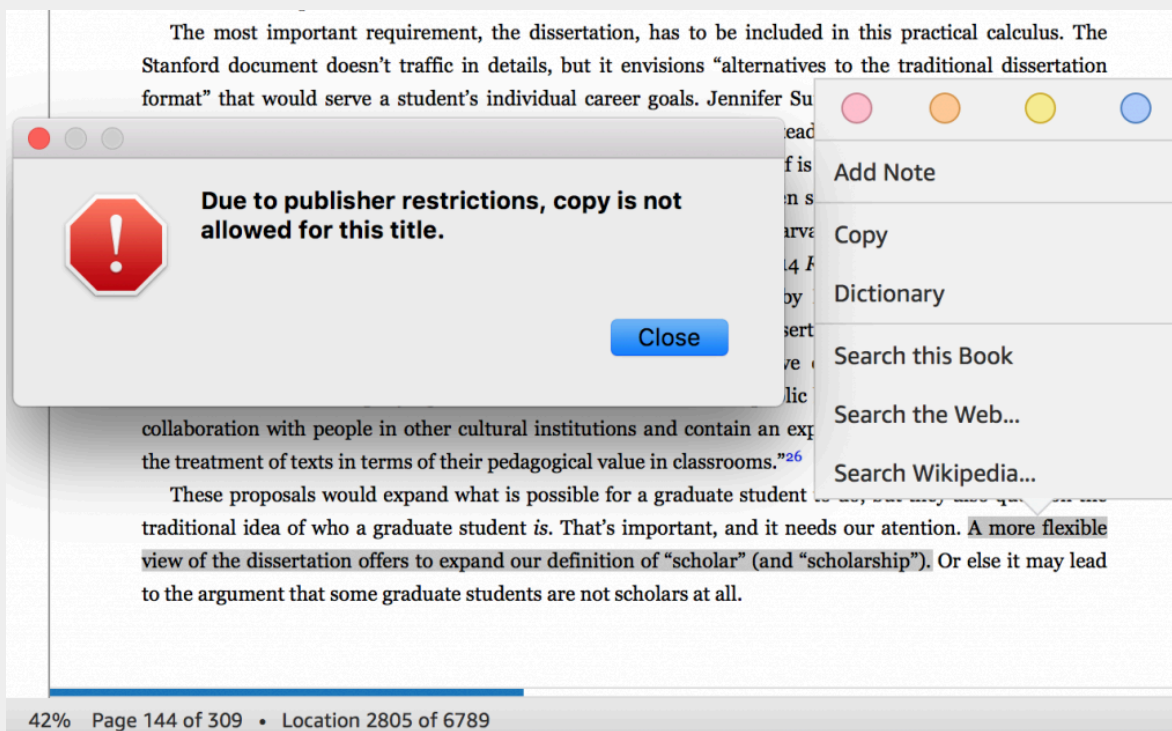 The most important requirement, the dissertation, has to be included in this practical calculus. The
Stanford document doesn’t traffic in details, but it envisions “alternatives to the traditional dissertation
format” that would serve a student’s individual career goals. Jennifer
Due to publisher restrictions, copy is not
allowed for this title.
Close
Add Note
Copy
Dictionary
Search this Book
Search the Web...
Search Wikipedia...
is
14
by
collaboration with people in other cultural institutions and contain an
the treatment of texts in terms of their pedagogical value in classrooms.”26
These proposals would expand what is possible for a graduate student
traditional idea of who a graduate student is. That’s important, and it needs our atention. A more flexible
view of the dissertation offers to expand our definition of “scholar” (and “scholarship”). Or else it may lead
to the argument that some graduate students are not scholars at all.
42% Page 144 of 309 • Location 2805 of 6789